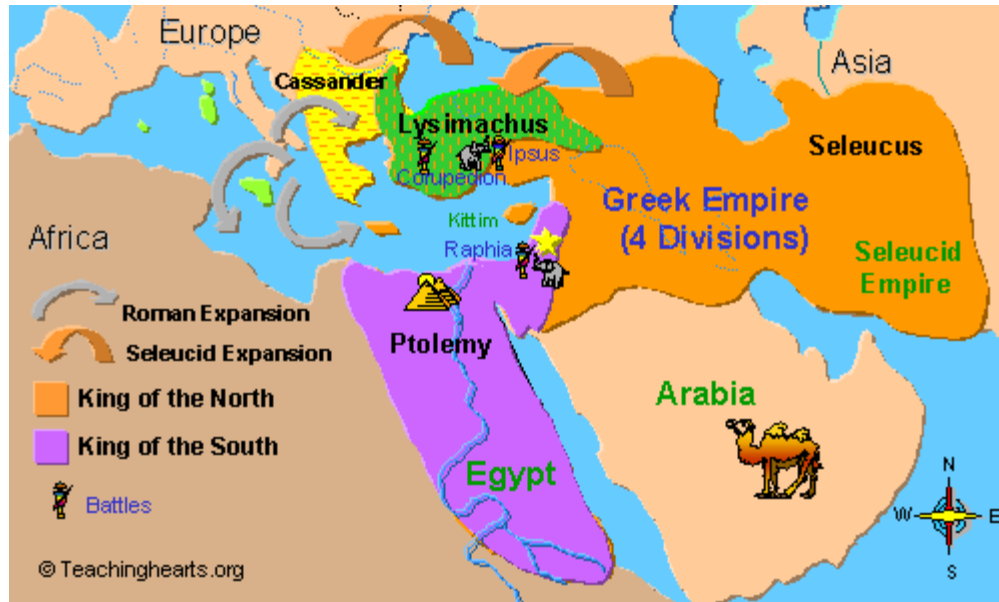 Europe
Asia
Cassander
Lysimachus
Seleucus
Ipsus
Corupedion
Greek Empire
(4 Divisions)
Kittim
Africa
Raphia
Seleucid
Empire
Roman Expansion
Ptolemy
Seleucid Expansion
Arabia
King of the North
King of the South
Egypt
N
Battles
W
E
© Teachinghearts.org
S